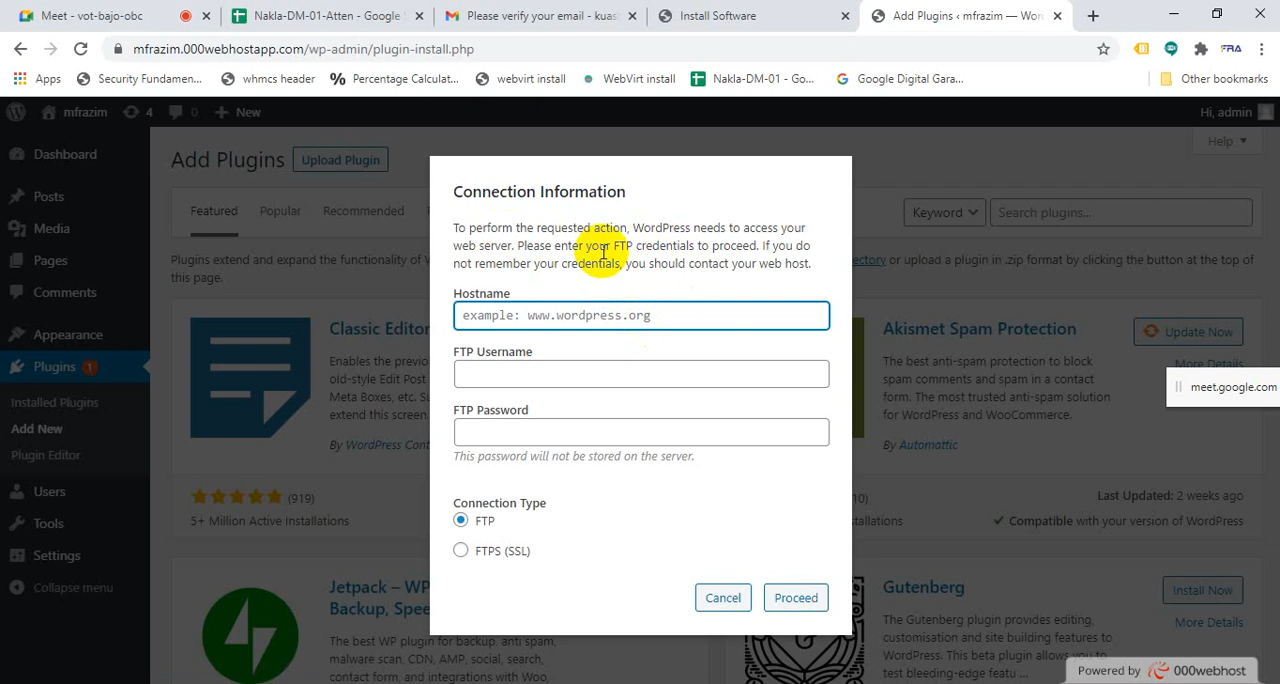 Meet - vot-bajo-obc
Nakla-DM-01-Atten - Google S
Please verify your email - kuas
Install Software
Add Plugins ‹ mfrazim — Wor
mfrazim.000webhostapp.com/wp-admin/plugin-install.php
FRA
Apps
Security Fundamen...
whmcs header
Percentage Calculat...
webvirt install
WebVirt install
Nakla-DM-01 - Go...
Google Digital Gara...
Other bookmarks
mfrazim
4
0
New
Hi, admin
Dashboard
Posts
Media
Pages
Comments
Appearance
Plugins 1
Installed Plugins
Add New
Plugin Editor
Users
Tools
Settings
Collapse menu
Add Plugins
Upload Plugin
Help
Featured
Popular
Recommended
Keyword
Search plugins...
Plugins extend and expand the functionality of W
ectory or upload a plugin in .zip format by clicking the button at the top of
this page.
Connection Information
To perform the requested action, WordPress needs to access your
web server. Please enter your FTP credentials to proceed. If you do
not remember your credentials, you should contact your web host.
Hostname
example: www.wordpress.org
FTP Username
FTP Password
This password will not be stored on the server.
Connection Type
FTP
FTPS (SSL)
Cancel
Proceed
Classic Editor
Enables the previo
old-style Edit Post
Meta Boxes, etc. Su
extend this screen.
By WordPress Cont
(919)
5+ Million Active Installations
Akismet Spam Protection
Update Now
More Details
The best anti-spam protection to block
spam comments and spam in a contact
form. The most trusted antispam solution
for WordPress and WooCommerce.
By Automattic
meet.google.com
10)
Last Updated: 2 weeks ago
stallations
Compatible with your version of WordPress
Jetpack – WP
Backup, Spee
The best WP plugin for backup, anti spam,
malware scan, CDN, AMP, social, search,
contact form, and integrations with Woo,
Gutenberg
Install Now
More Details
The Gutenberg plugin provides editing,
customisation and site building features to
WordPress. This beta plugin allows you to
test bleeding-edge featu
Powered by 000webhost